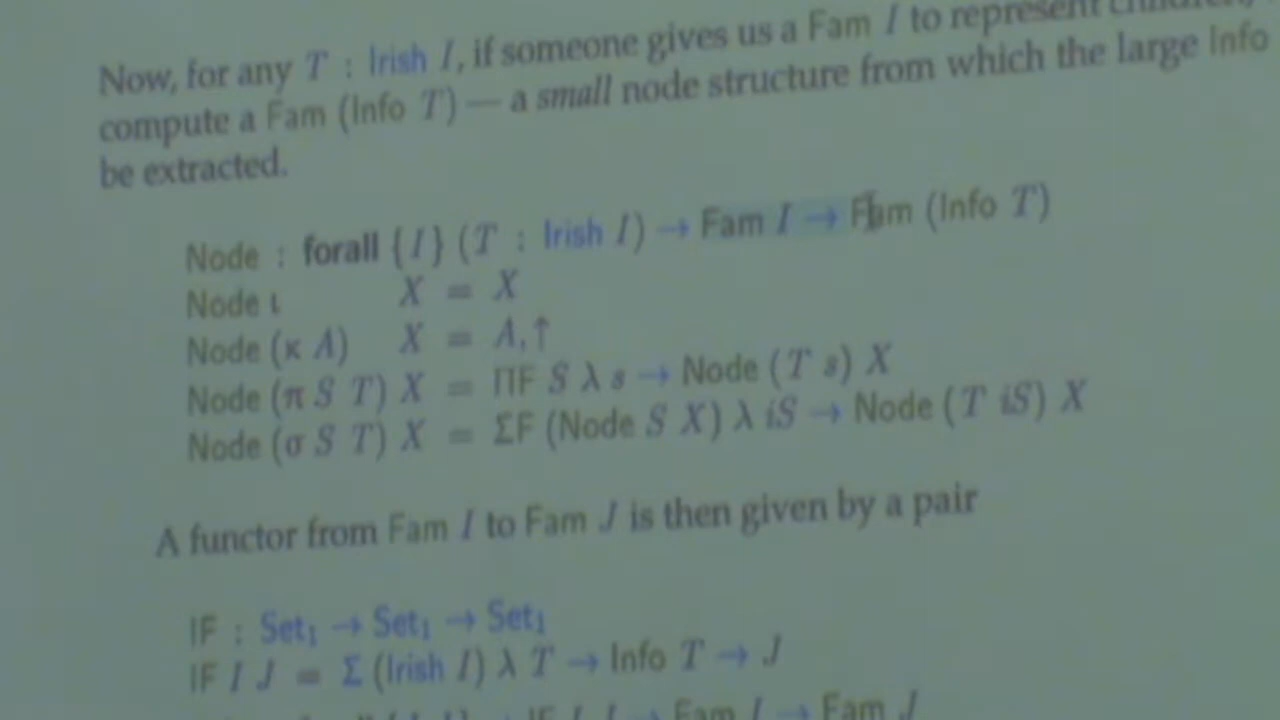 Now, for any T : Irish I, if someone gives us a Fam I to represent
compute a Fam (Info T) — a small node structure from which the large Info
be extracted.
Node : forall {I} (T : Irish I) → Fam I → Fam (Info T)
Node ι X = X
Node (κ A) X = A,↑
Node (π S T) X = ΠF S λ s → Node (T s) X
Node (σ S T) X = ΣF (Node S X) λ iS → Node (T iS) X
A functor from Fam I to Fam J is then given by a pair
IF : Set₁ → Set₁ → Set₁
IF I J = Σ (Irish I) λ T → Info T → J
→ IF I J → Fam I → Fam J